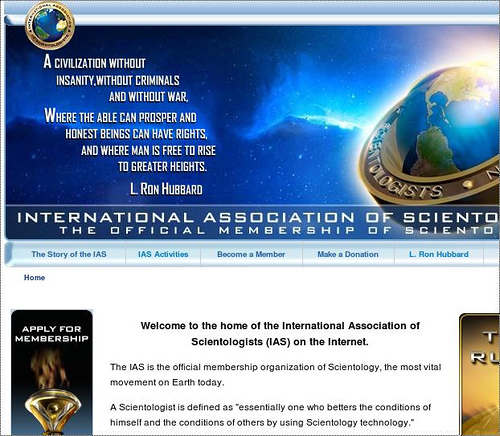 INTERNATIONAL ASSOCIATION
A CIVILIZATION WITHOUT
INSANITY,WITHOUT CRIMINALS
AND WITHOUT WAR,
WHERE THE ABLE CAN PROSPER AND
HONEST BEINGS CAN HAVE RIGHTS,
AND WHERE MAN IS FREE TO RISE
TO GREATER HEIGHTS.
L. RON HUBBARD
INTERNATIONAL ASSOCIATION OF SCIENTO
THE OFFICIAL MEMBERSHIP OF SCIENTO
The Story of the IAS IAS Activities Become a Member Make a Donation L. Ron Hubbard
Home
APPLY FOR
MEMBERSHIP
Welcome to the home of the International Association of
Scientologists (IAS) on the Internet.
The IAS is the official membership organization of Scientology, the most vital
movement on Earth today.
A Scientologist is defined as "essentially one who betters the conditions of
himself and the conditions of others by using Scientology technology."
T
RU